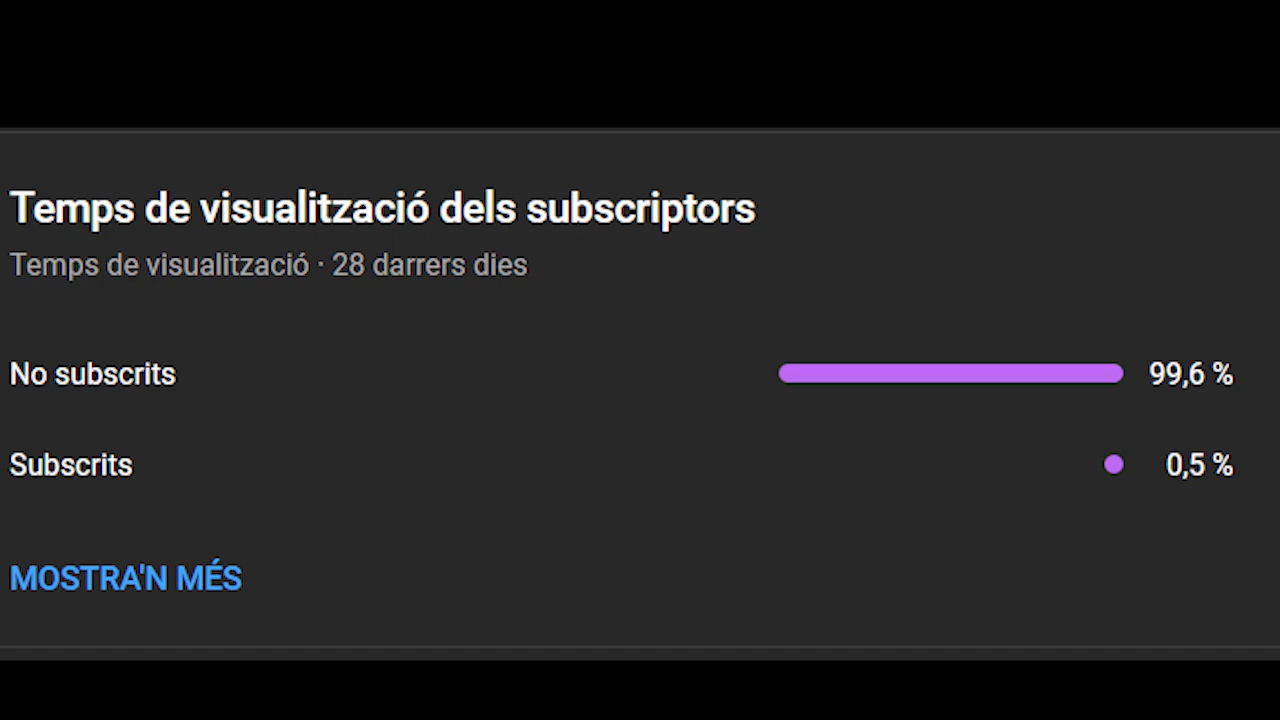 Temps de visualització dels subscriptors
Temps de visualització · 28 darrers dies
No subscrits 99,6 %
Subscrits 0,5 %
MOSTRA'N MÉS